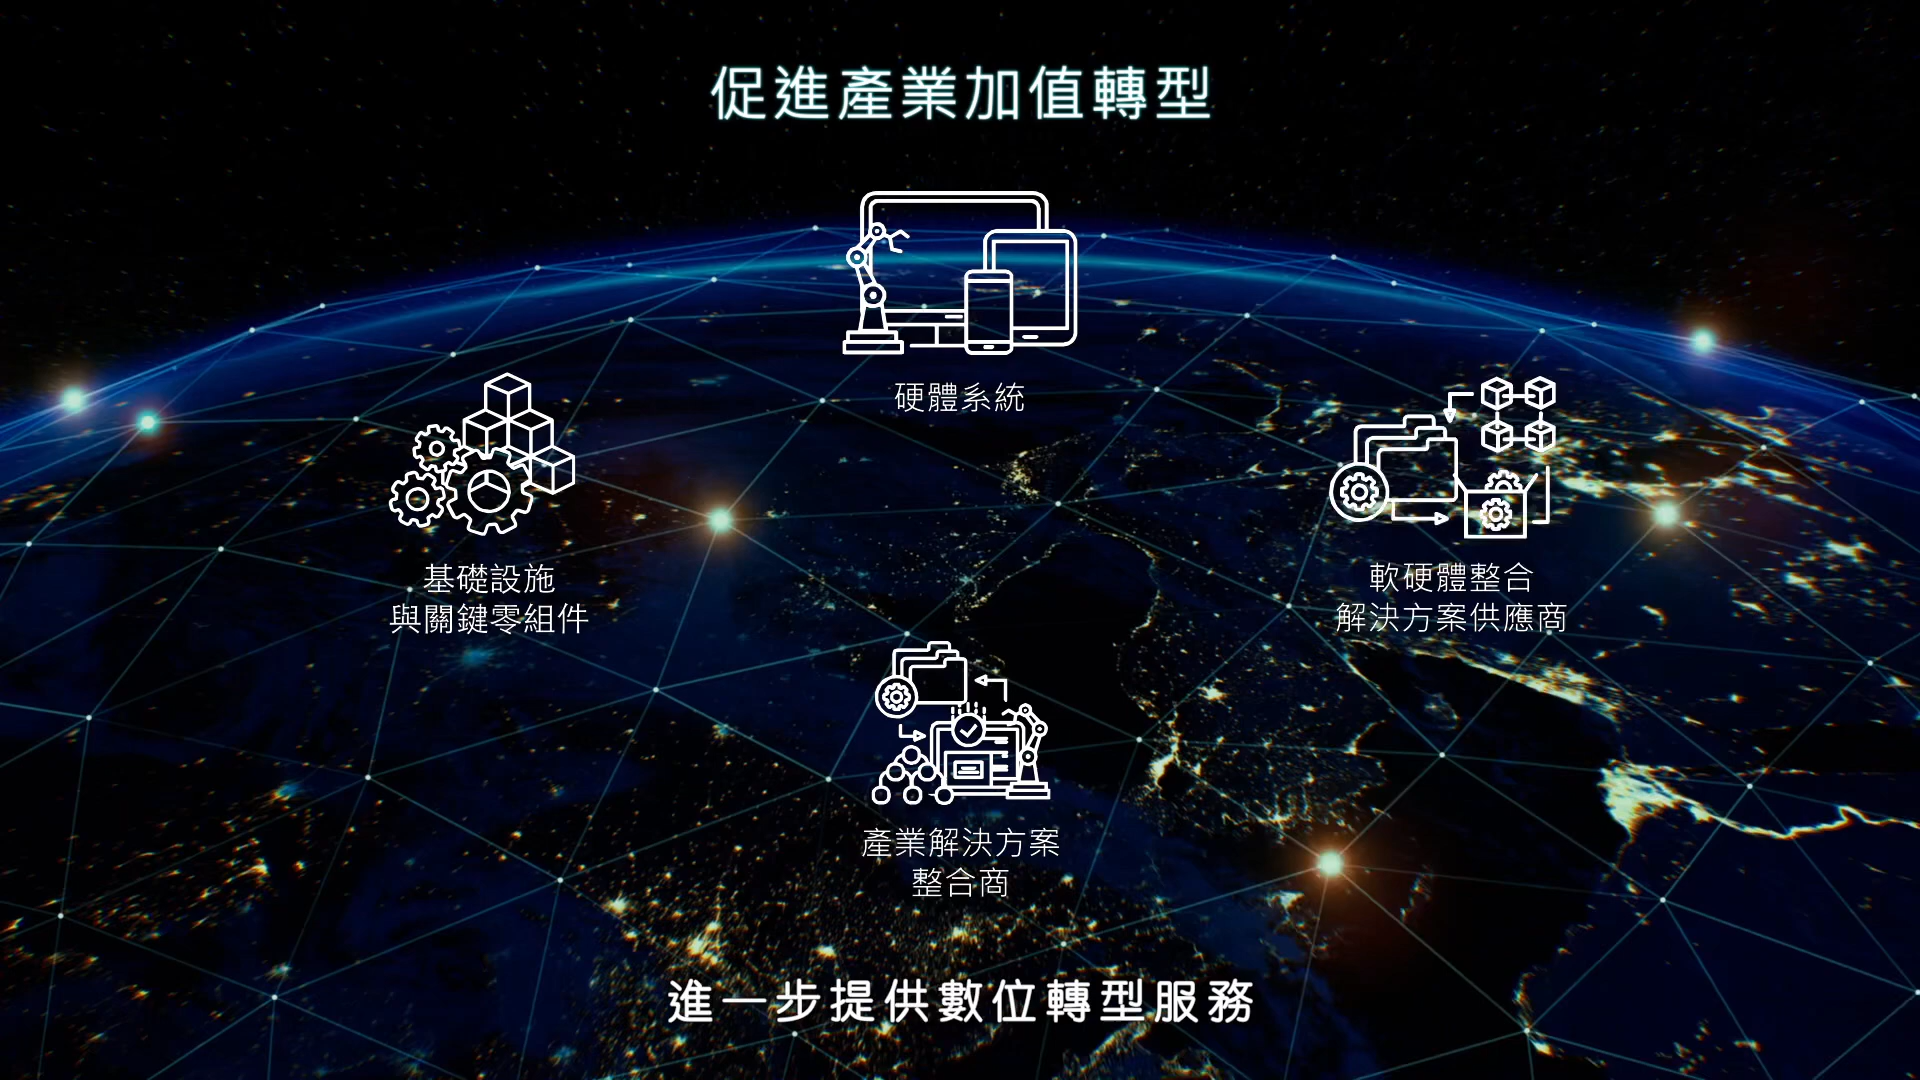 促進產業加值轉型
硬體系統
基礎設施
與關鍵零組件
軟硬體整合
解決方案供應商
產業解決方案
整合商
進一步提供數位轉型服務